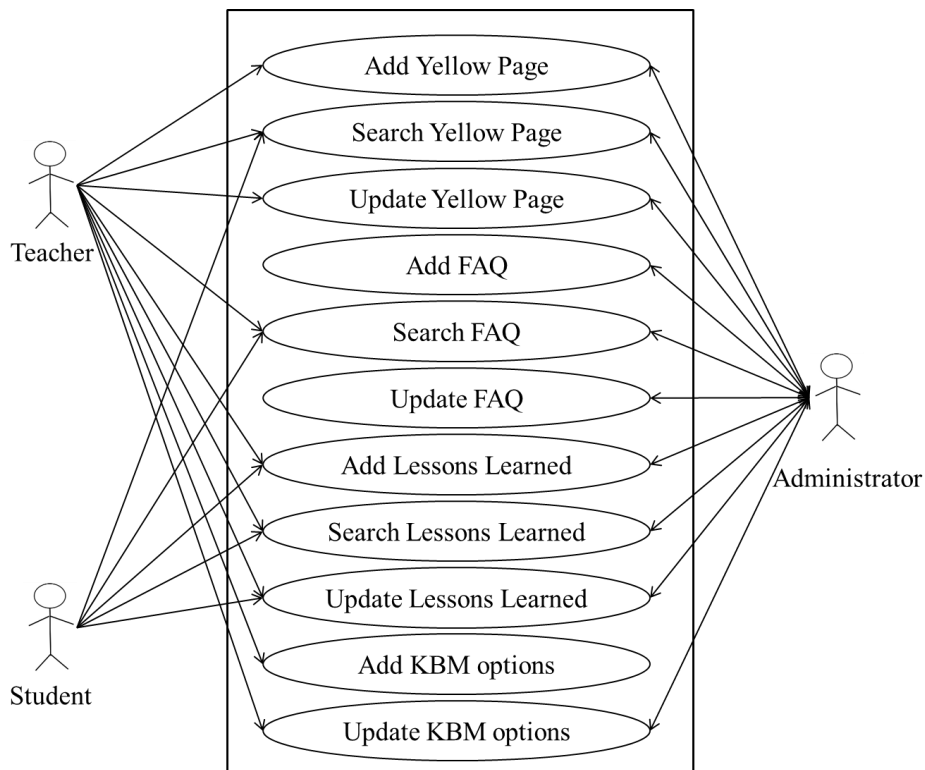 Add Yellow Page
Search Yellow Page
Update Yellow Page
Teacher
Add FAQ
Search FAQ
Update FAQ
Add Lessons Learned
Administrator
Search Lessons Learned
Update Lessons Learned
Add KBM options
Student
Update KBM options